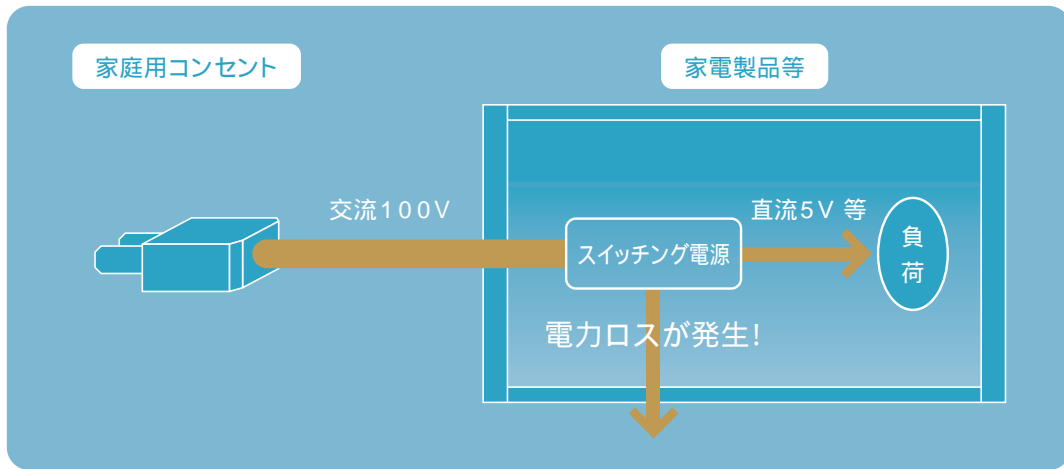 家庭用コンセント
家電製品等
交流100V
直流5V 等
スイッチング電源
負
荷
電力ロスが発生!